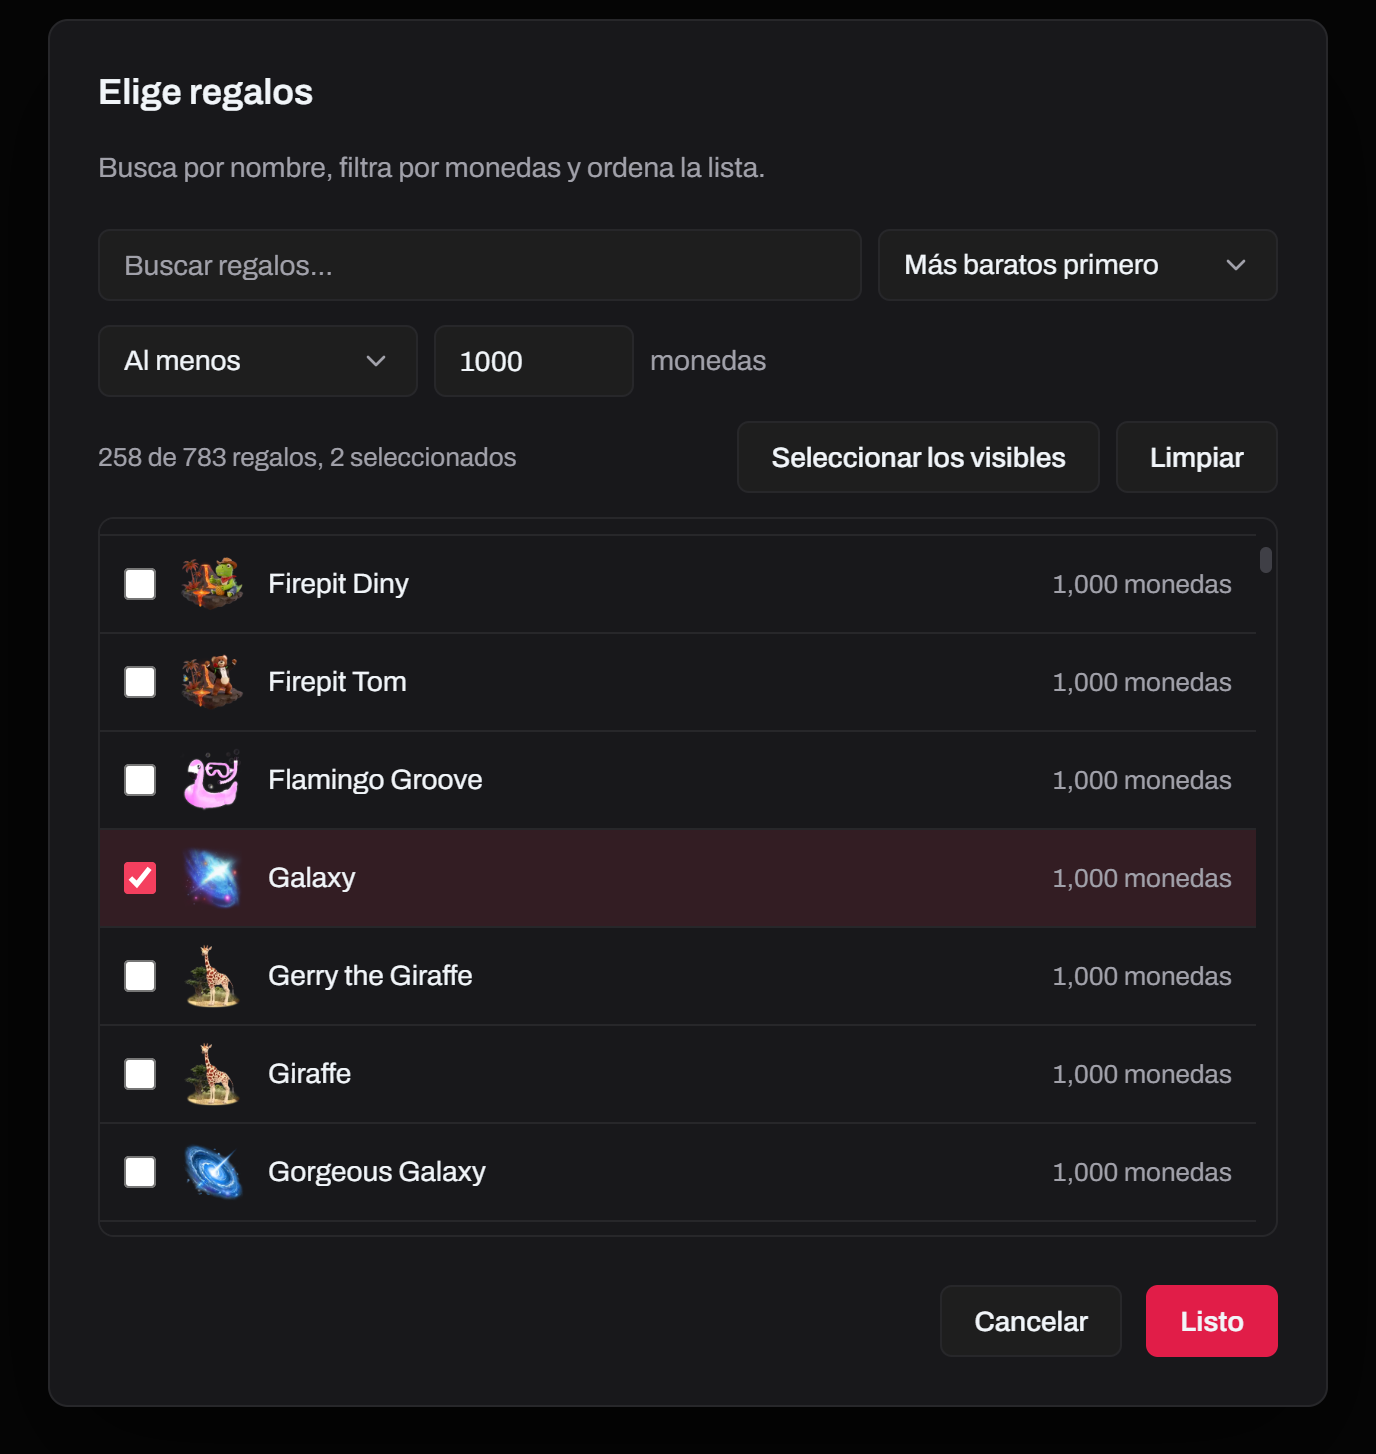 Elige regalos
Busca por nombre, filtra por monedas y ordena la lista.
Buscar regalos...
Más baratos primero
Al menos
1000
monedas
258 de 783 regalos, 2 seleccionados
Seleccionar los visibles
Limpiar
Firepit Diny
1,000 monedas
Firepit Tom
1,000 monedas
Flamingo Groove
1,000 monedas
Galaxy
1,000 monedas
Gerry the Giraffe
1,000 monedas
Giraffe
1,000 monedas
Gorgeous Galaxy
1,000 monedas
Cancelar
Listo